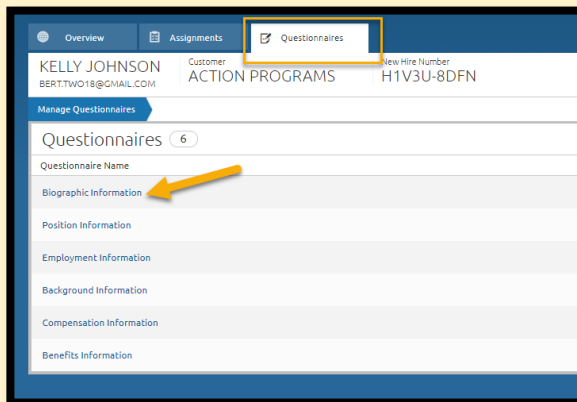 Overview Assignments Questionnaires
KELLY JOHNSON
BERT.TWO18@GMAIL.COM
Customer
ACTION PROGRAMS
New Hire Number
H1V3U-8DFN
Manage Questionnaires
Questionnaires 6
Questionnaire Name
Biographic Information
Position Information
Employment Information
Background Information
Compensation Information
Benefits Information